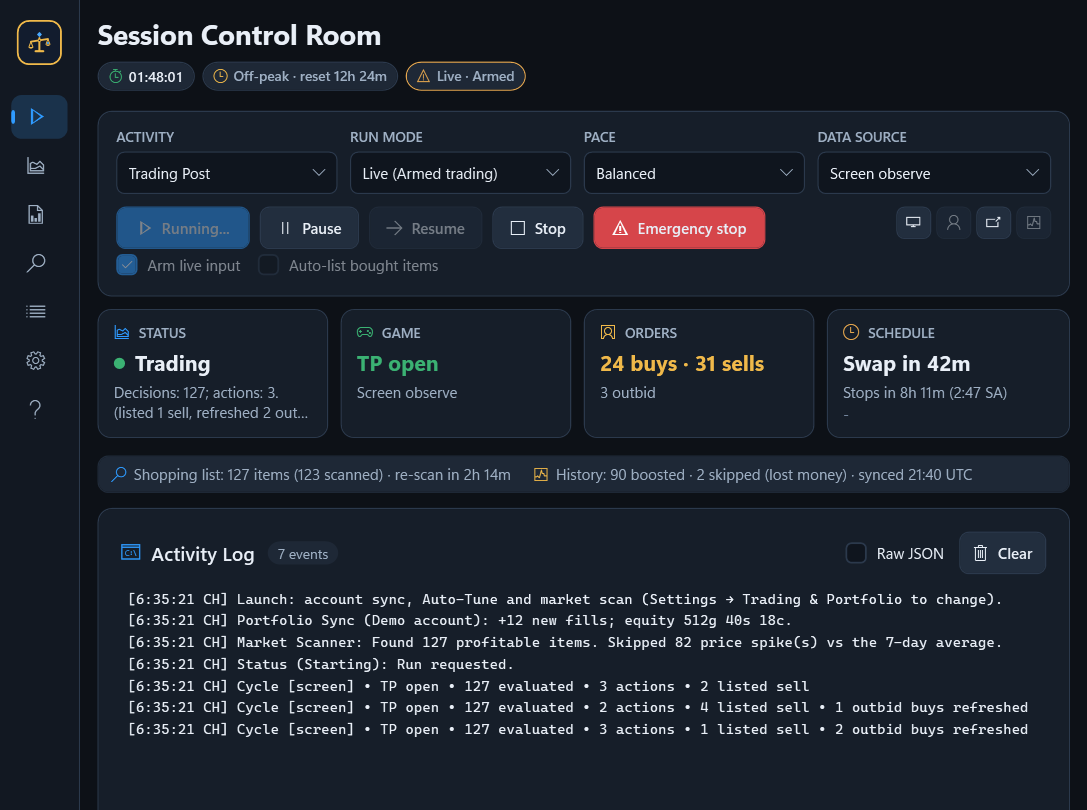 Session Control Room
01:48:01
Off-peak · reset 12h 24m
Live · Armed
ACTIVITY
RUN MODE
PACE
DATA SOURCE
Trading Post
Live (Armed trading)
Balanced
Screen observe
Running...
Pause
Resume
Stop
Emergency stop
Arm live input
Auto-list bought items
STATUS
Trading
Decisions: 127; actions: 3.
(listed 1 sell, refreshed 2 out...
GAME
TP open
Screen observe
ORDERS
24 buys · 31 sells
3 outbid
SCHEDULE
Swap in 42m
Stops in 8h 11m (2:47 SA)
-
Shopping list: 127 items (123 scanned) · re-scan in 2h 14m
History: 90 boosted · 2 skipped (lost money) · synced 21:40 UTC
C:\
Activity Log
7 events
Raw JSON
Clear
[6:35:21 CH] Launch: account sync, Auto-Tune and market scan (Settings → Trading & Portfolio to change).
[6:35:21 CH] Portfolio Sync (Demo account): +12 new fills; equity 512g 40s 18c.
[6:35:21 CH] Market Scanner: Found 127 profitable items. Skipped 82 price spike(s) vs the 7-day average.
[6:35:21 CH] Status (Starting): Run requested.
[6:35:21 CH] Cycle [screen] • TP open • 127 evaluated • 3 actions • 2 listed sell
[6:35:21 CH] Cycle [screen] • TP open • 127 evaluated • 2 actions • 4 listed sell • 1 outbid buys refreshed
[6:35:21 CH] Cycle [screen] • TP open • 127 evaluated • 3 actions • 1 listed sell • 2 outbid buys refreshed